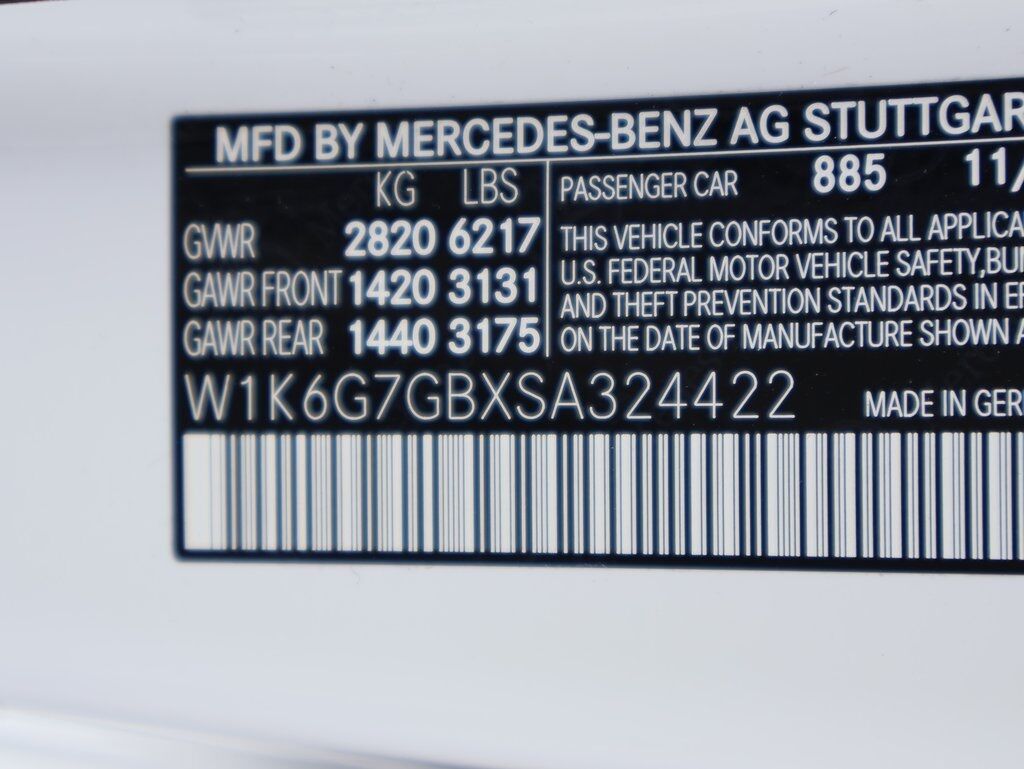 MFD BY MERCEDES-BENZ AG STUTTGAR
KG LBS
GVWR 2820 6217
GAWR FRONT 1420 3131
GAWR REAR 1440 3175
PASSENGER CAR 885 11/
THIS VEHICLE CONFORMS TO ALL APPLICA
U.S. FEDERAL MOTOR VEHICLE SAFETY,BUM
AND THEFT PREVENTION STANDARDS IN EF
ON THE DATE OF MANUFACTURE SHOWN A
W1K6G7GBXSA324422
MADE IN GER